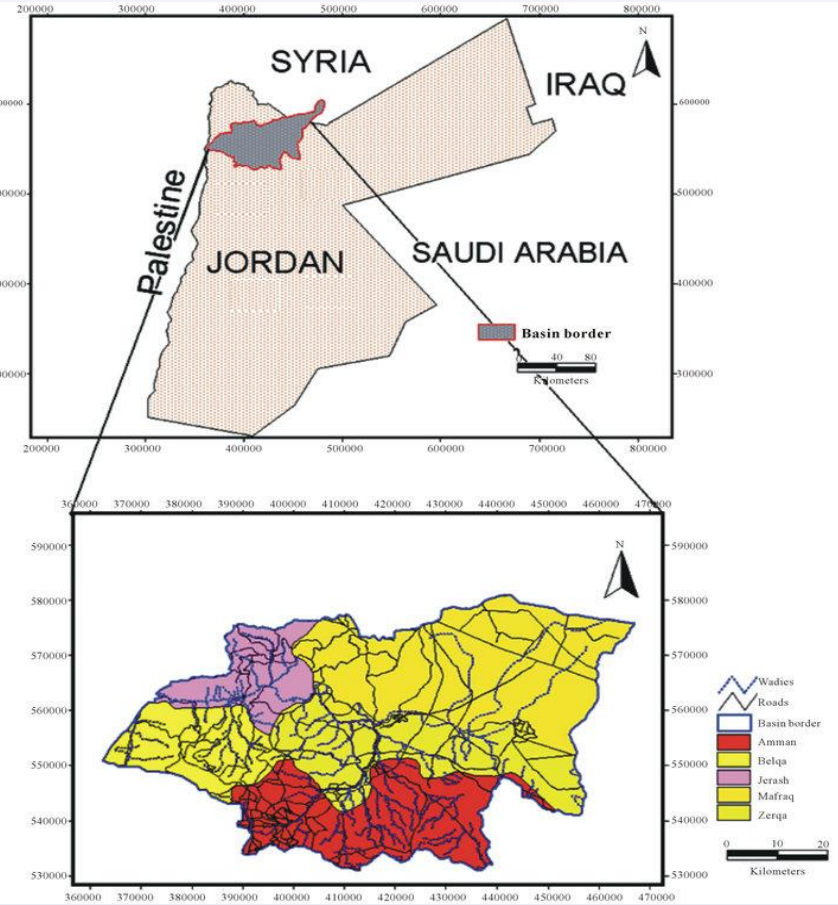 200000 300000 400000 500000 600000 700000 800000
N
SYRIA
IRAQ
600000
500000
Palestine
JORDAN
SAUDI ARABIA
400000
Basin border
40 80
Kilometers
300000
200000 300000 400000 500000 600000 700000 800000
360000 370000 380000 390000 400000 410000 420000 430000 440000 450000 460000 470000
590000 590000
N
580000 580000
570000 570000
560000 560000
550000 550000
540000 540000
530000 530000
Wadies
Roads
Basin border
Amman
Belqa
Jerash
Mafraq
Zerqa
0 10 20
Kilometers
360000 370000 380000 390000 400000 410000 420000 430000 440000 450000 460000 470000